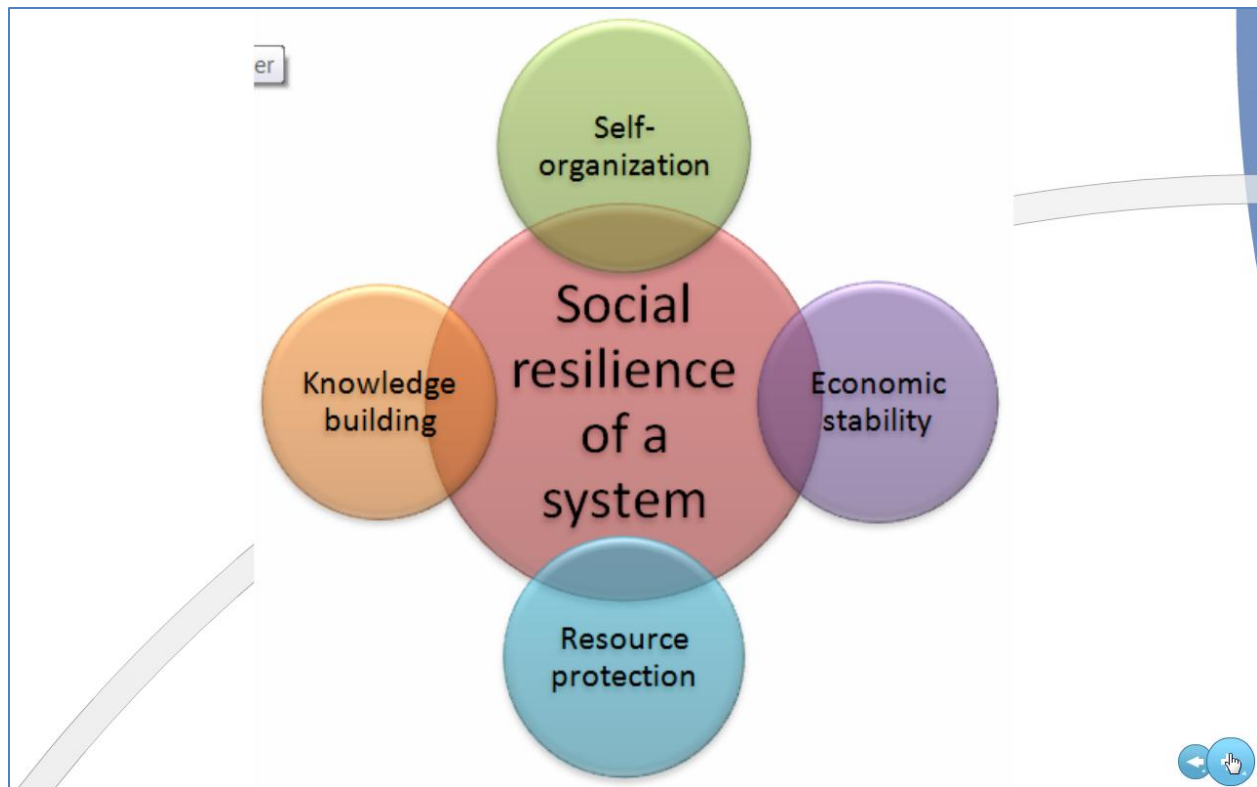 er
Self-
organization
Social
resilience
of a
system
Knowledge
building
Economic
stability
Resource
protection